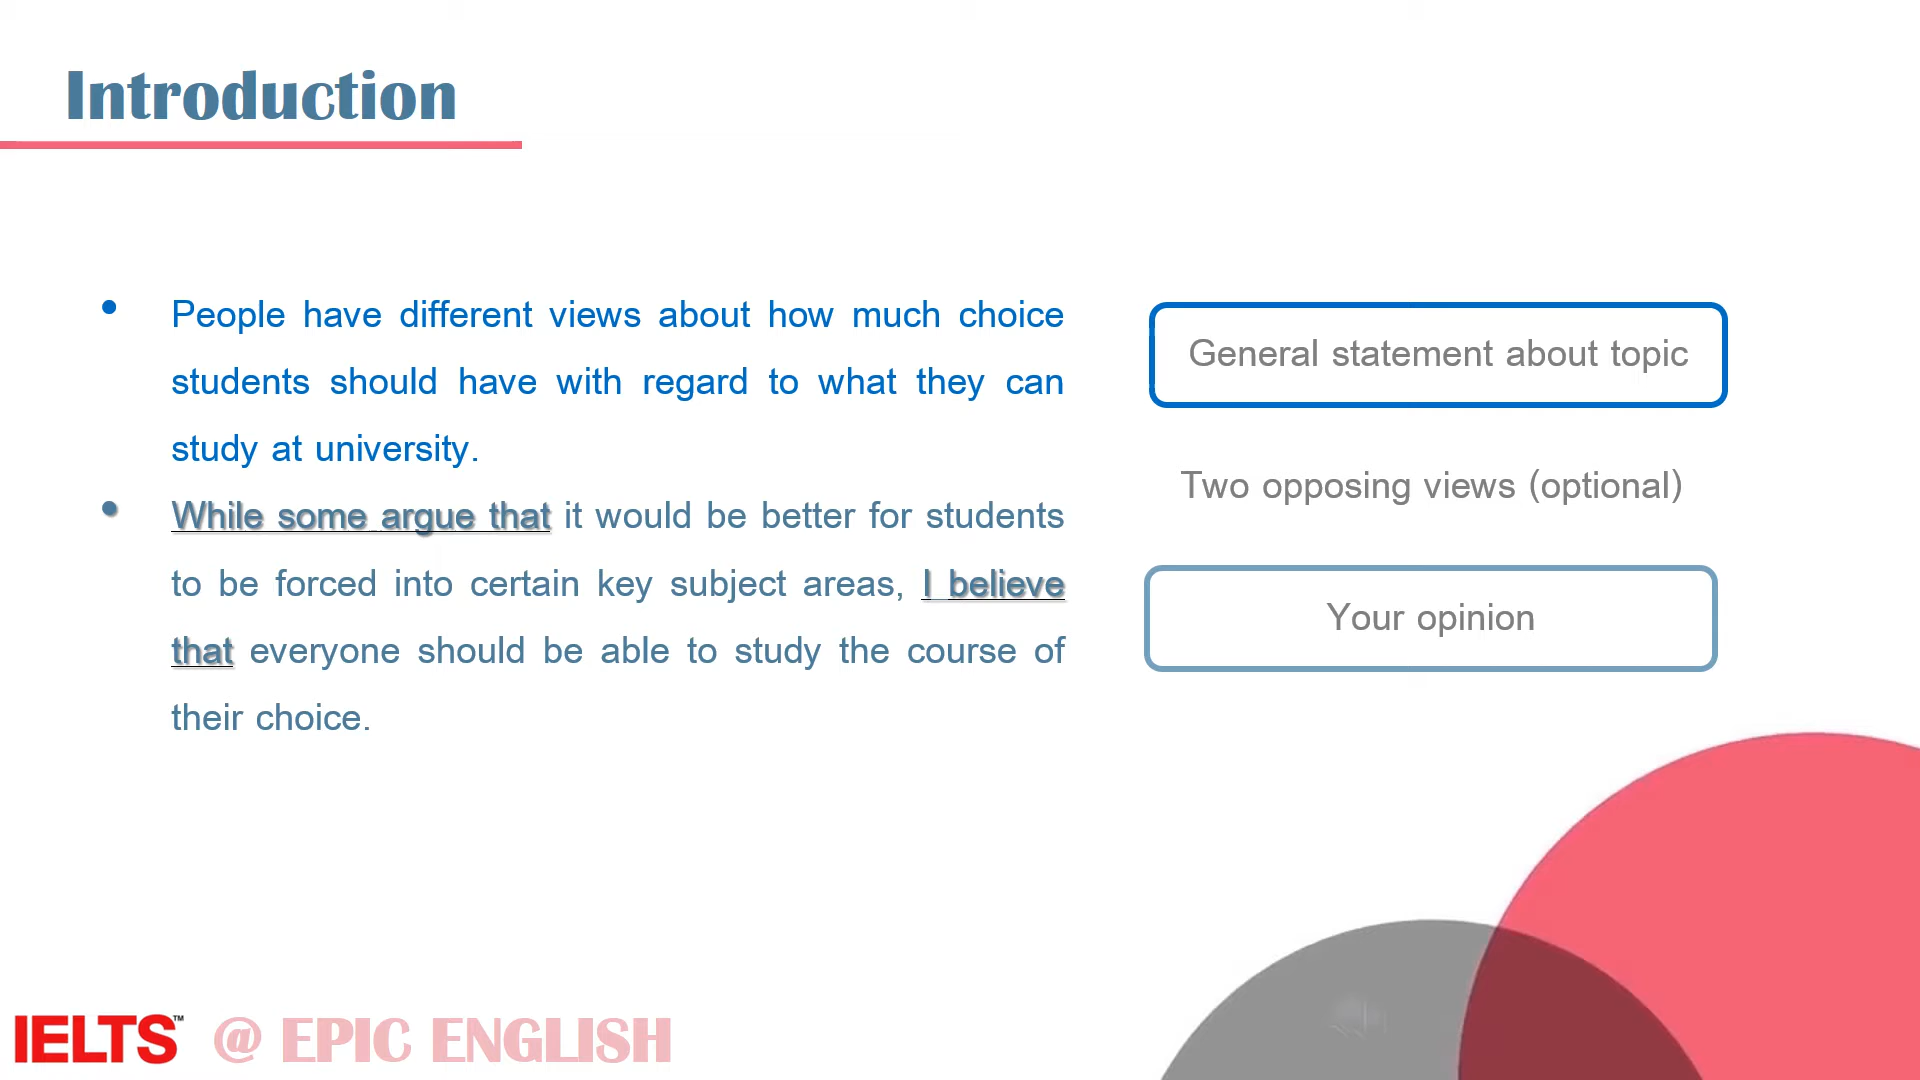 Introduction
• People have different views about how much choice
students should have with regard to what they can
study at university.
• While some argue that it would be better for students
to be forced into certain key subject areas, I believe
that everyone should be able to study the course of
their choice.
General statement about topic
Two opposing views (optional)
Your opinion
IELTS™ @ EPIC ENGLISH